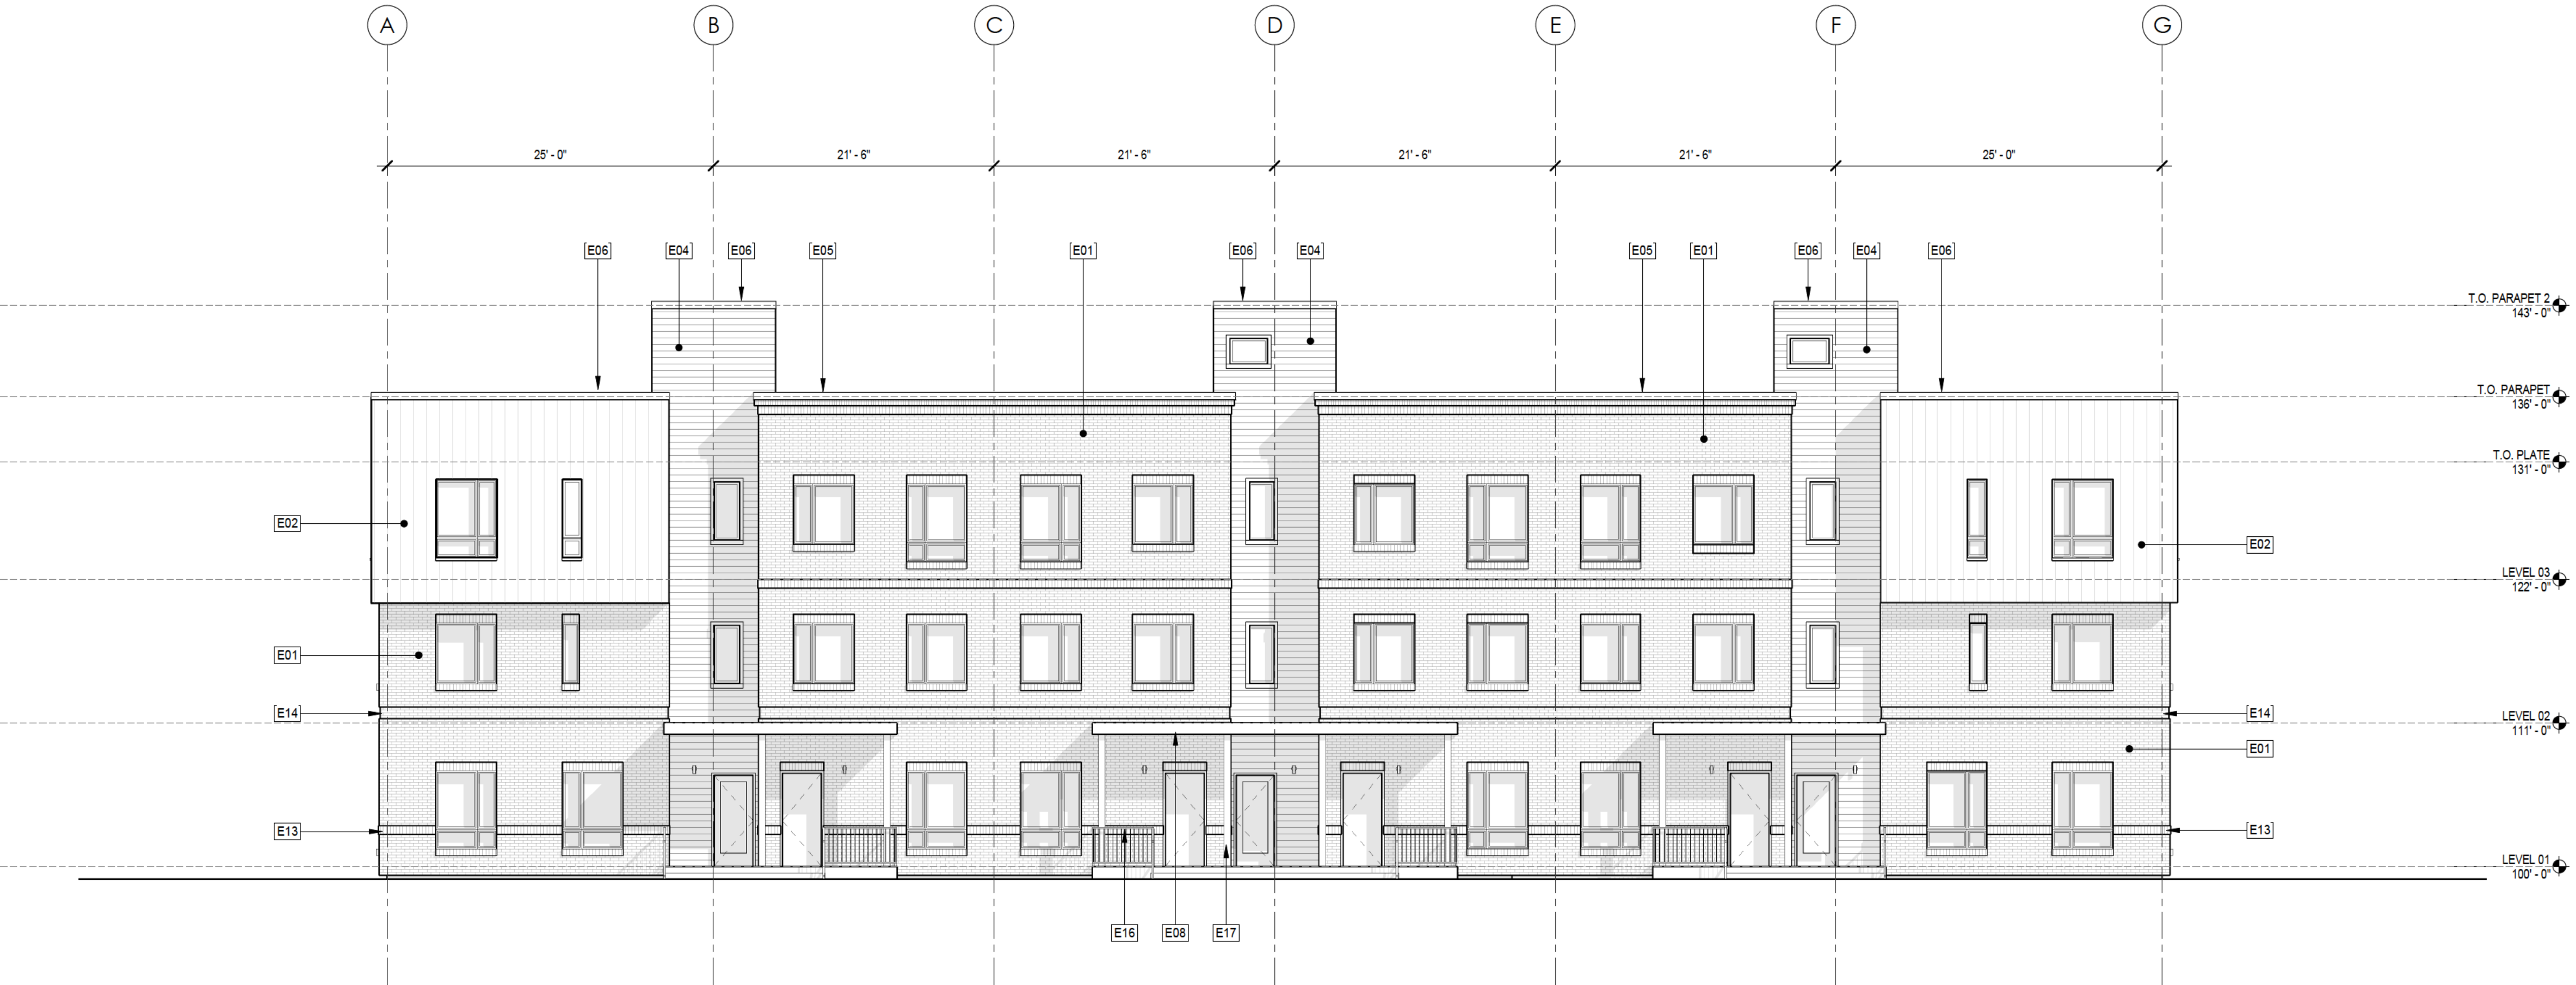 A B C D E F G
25' - 0" 21' - 6" 21' - 6" 21' - 6" 21' - 6" 25' - 0"
E06 E04 E06 E05 E01 E06 E04 E05 E01 E06 E04 E06
T.O. PARAPET 2
143' - 0"
T.O. PARAPET
136' - 0"
T.O. PLATE
131' - 0"
E02 E02
LEVEL 03
122' - 0"
E01
E14 E14
LEVEL 02
111' - 0"
E01
E13 E13
LEVEL 01
100' - 0"
E16 E08 E17